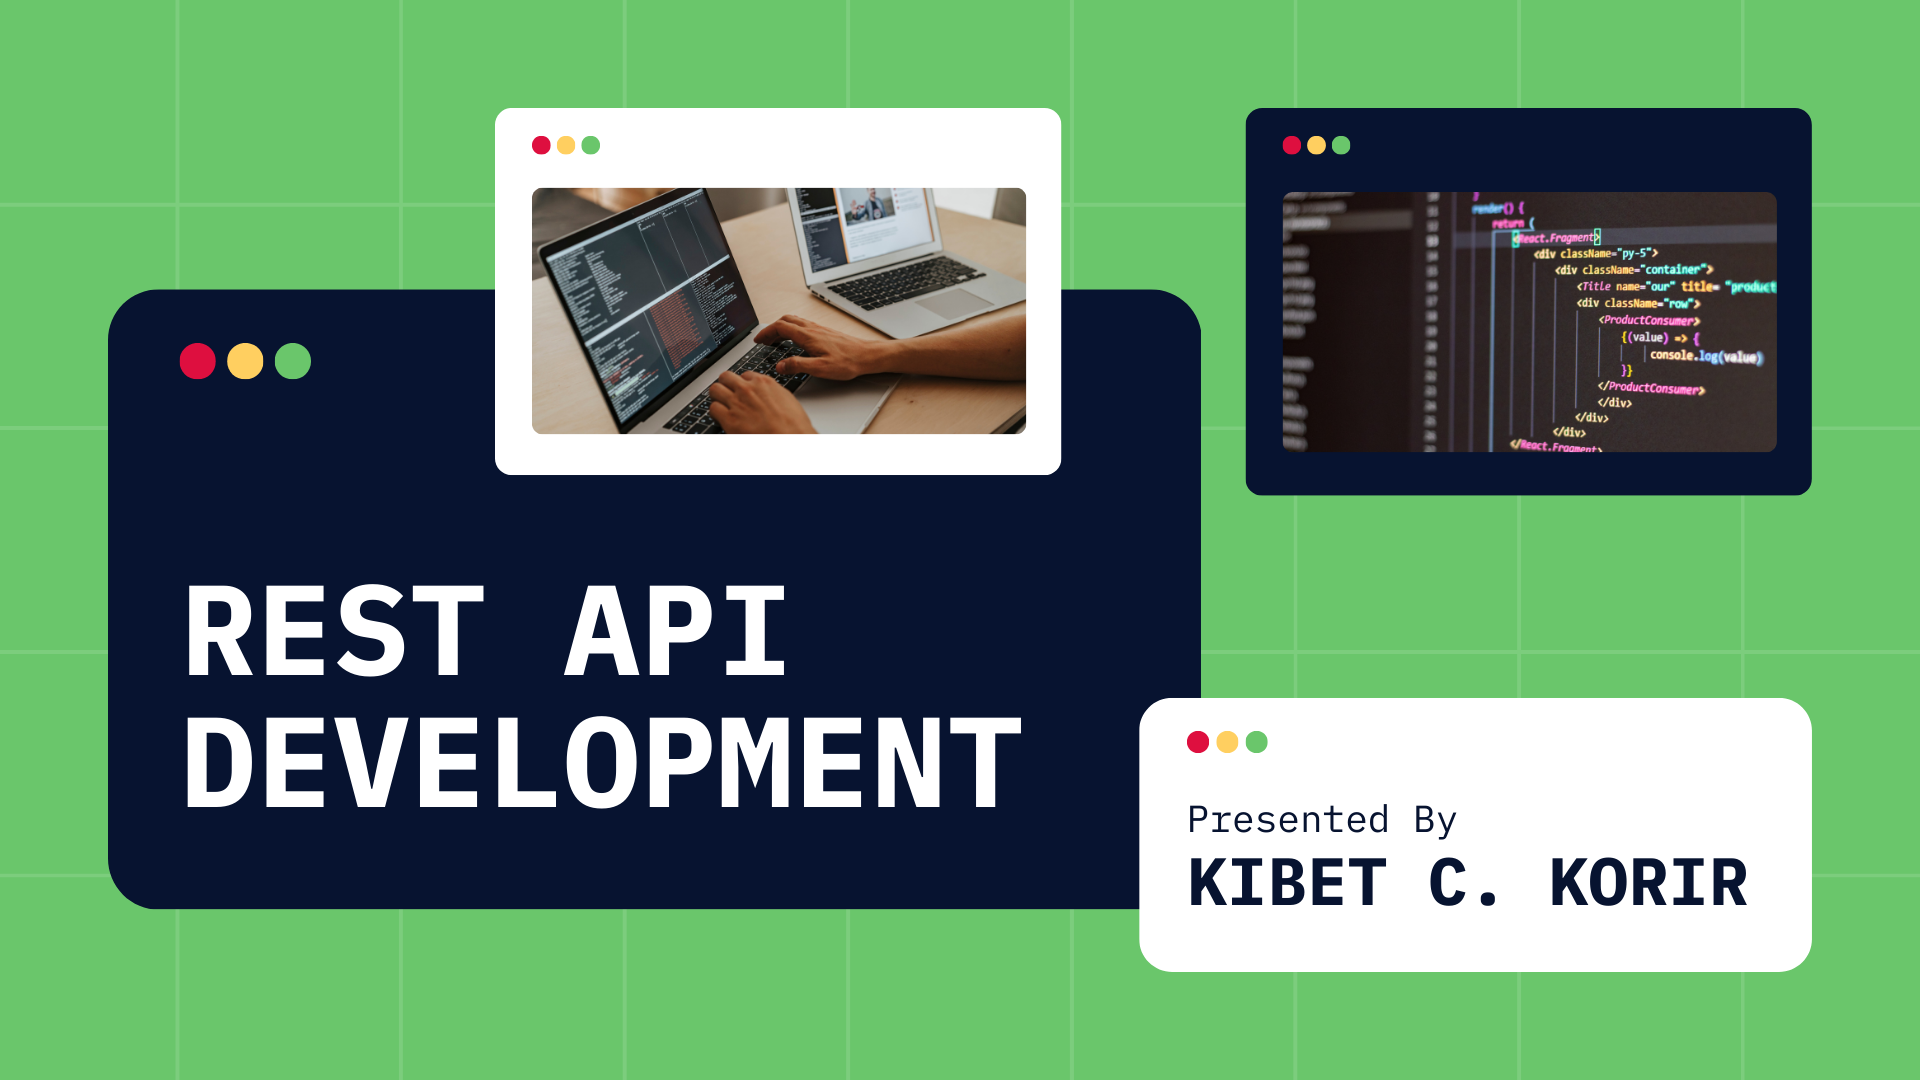 render() {
return (
<React.Fragment>
<div className="py-5">
<div className="container">
<Title name="our" title= "product
<div className="row">
<ProductConsumer>
{(value) => {
console.log(value)
}}
</ProductConsumer>
</div>
</div>
</div>
</React.Fragment>
REST API
DEVELOPMENT
Presented By
KIBET C. KORIR